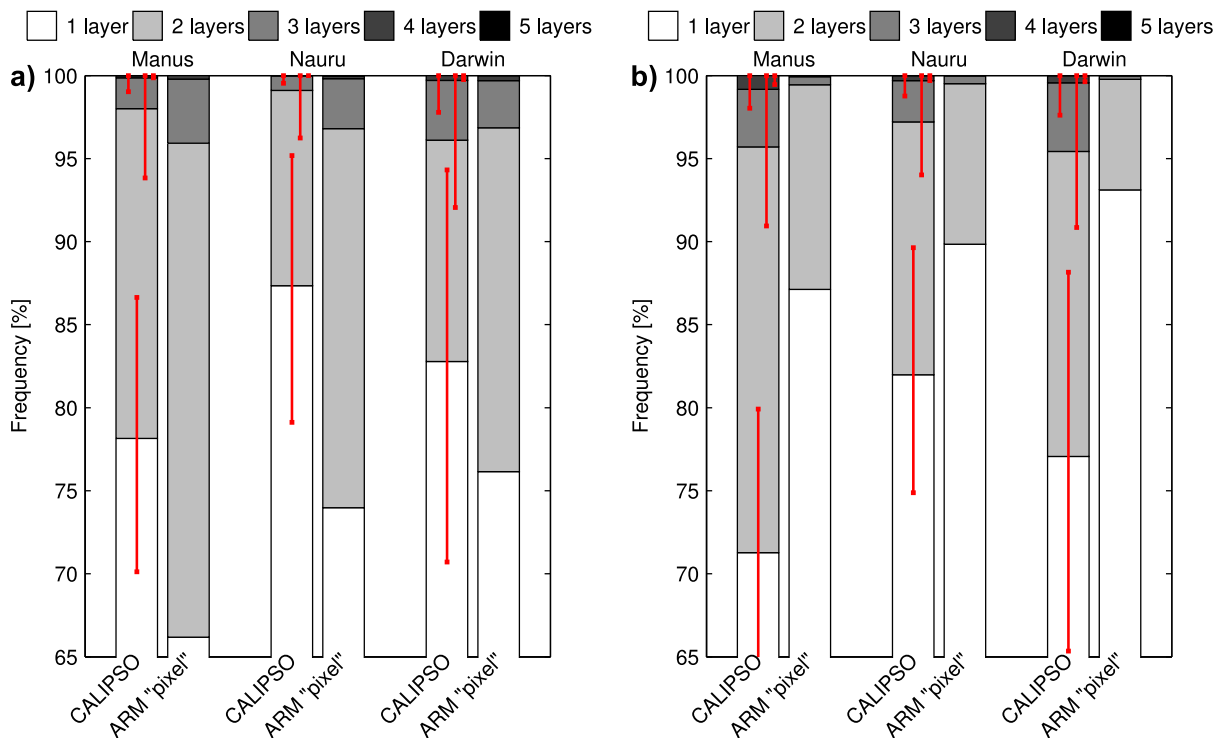 1 layer 2 layers 3 layers 4 layers 5 layers
Manus Nauru Darwin
a)
Frequency [%]
100
95
90
85
80
75
70
65
CALIPSO
ARM "pixel"
CALIPSO
ARM "pixel"
CALIPSO
ARM "pixel"
1 layer 2 layers 3 layers 4 layers 5 layers
Manus Nauru Darwin
b)
Frequency [%]
100
95
90
85
80
75
70
65
CALIPSO
ARM "pixel"
CALIPSO
ARM "pixel"
CALIPSO
ARM "pixel"